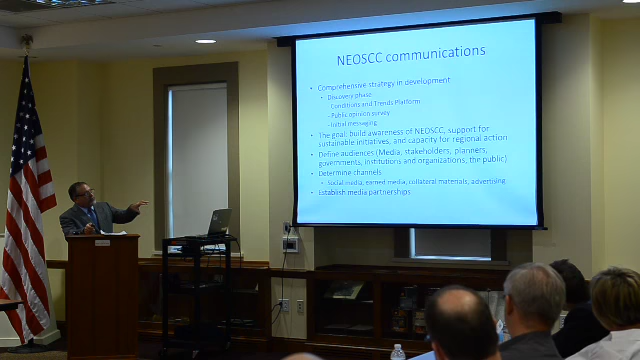 NEOSCC communications
• Comprehensive strategy in development
• Discovery phase
Conditions and Trends Platform
- Public opinion survey
- Initial messaging
• The goal: build awareness of NEOSCC, support for
sustainable initiatives, and capacity for regional action
• Define audiences (Media, stakeholders, planners,
governments, institutions and organizations, the public)
• Determine channels
• Social media, earned media, collateral materials, advertising
• Establish media partnerships